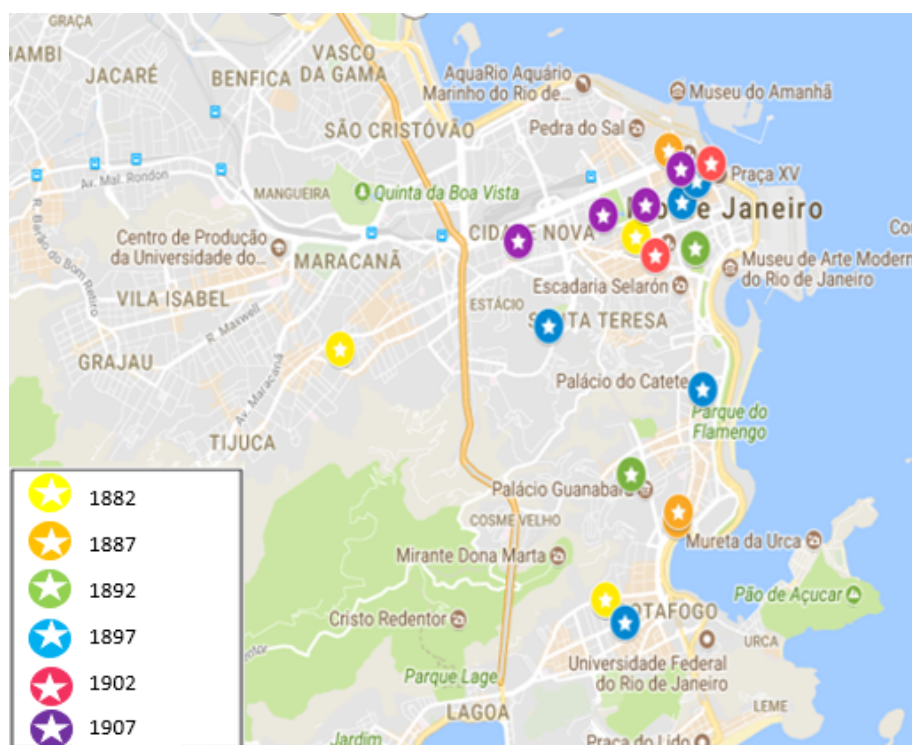 GRAÇA
HAMBI
JACARÉ
BENFICA
VASCO
DA GAMA
AquaRio Aquário
Marinho do Rio de...
Museu do Amanhã
SÃO CRISTÓVÃO
Pedra do Sal
Av. Mal. Rondon
Praça XV
MANGUEIRA
Quinta da Boa Vista
R. Barão do Bom Retiro
e Janeiro
Centro de Produção
da Universidade do...
CIDADE NOVA
MARACANÃ
Museu de Arte Modern
do Rio de Janeiro
Escadaria Selarón
VILA ISABEL
ESTÁCIO
SANTA TERESA
R. Maxwell
GRAJAU
Av. Maracanã
Palácio do Catete
Parque do
Flamengo
TIJUCA
Palácio Guanabara
COSME VELHO
Mureta da Urca
Mirante Dona Marta
Pão de Açucar
OTAFOGO
Cristo Redentor
URCA
Universidade Federal
do Rio de Janeiro
Parque Lage
LAGOA
LEME
Jardim
Praça do Lido
1882
1887
1892
1897
1902
1907